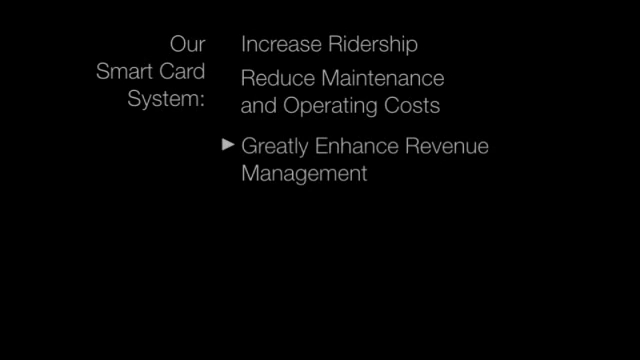 Our
Smart Card
System:
Increase Ridership
Reduce Maintenance
and Operating Costs
Greatly Enhance Revenue
Management